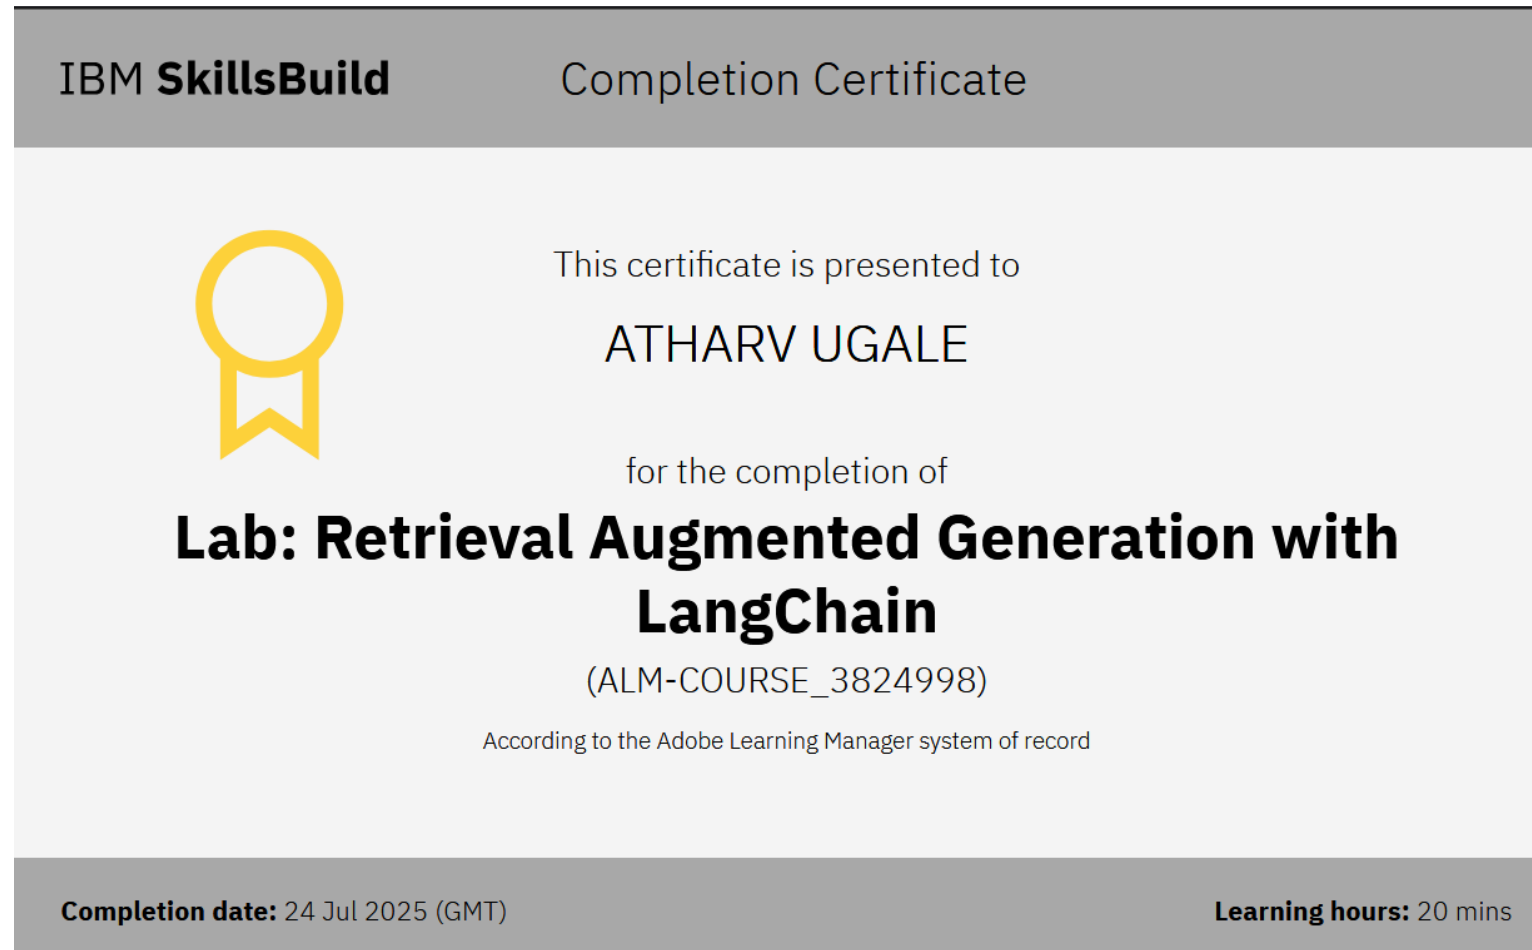 IBM SkillsBuild
Completion Certificate
This certificate is presented to
ATHARV UGALE
for the completion of
Lab: Retrieval Augmented Generation with
LangChain
(ALM-COURSE_3824998)
According to the Adobe Learning Manager system of record
Completion date: 24 Jul 2025 (GMT)
Learning hours: 20 mins